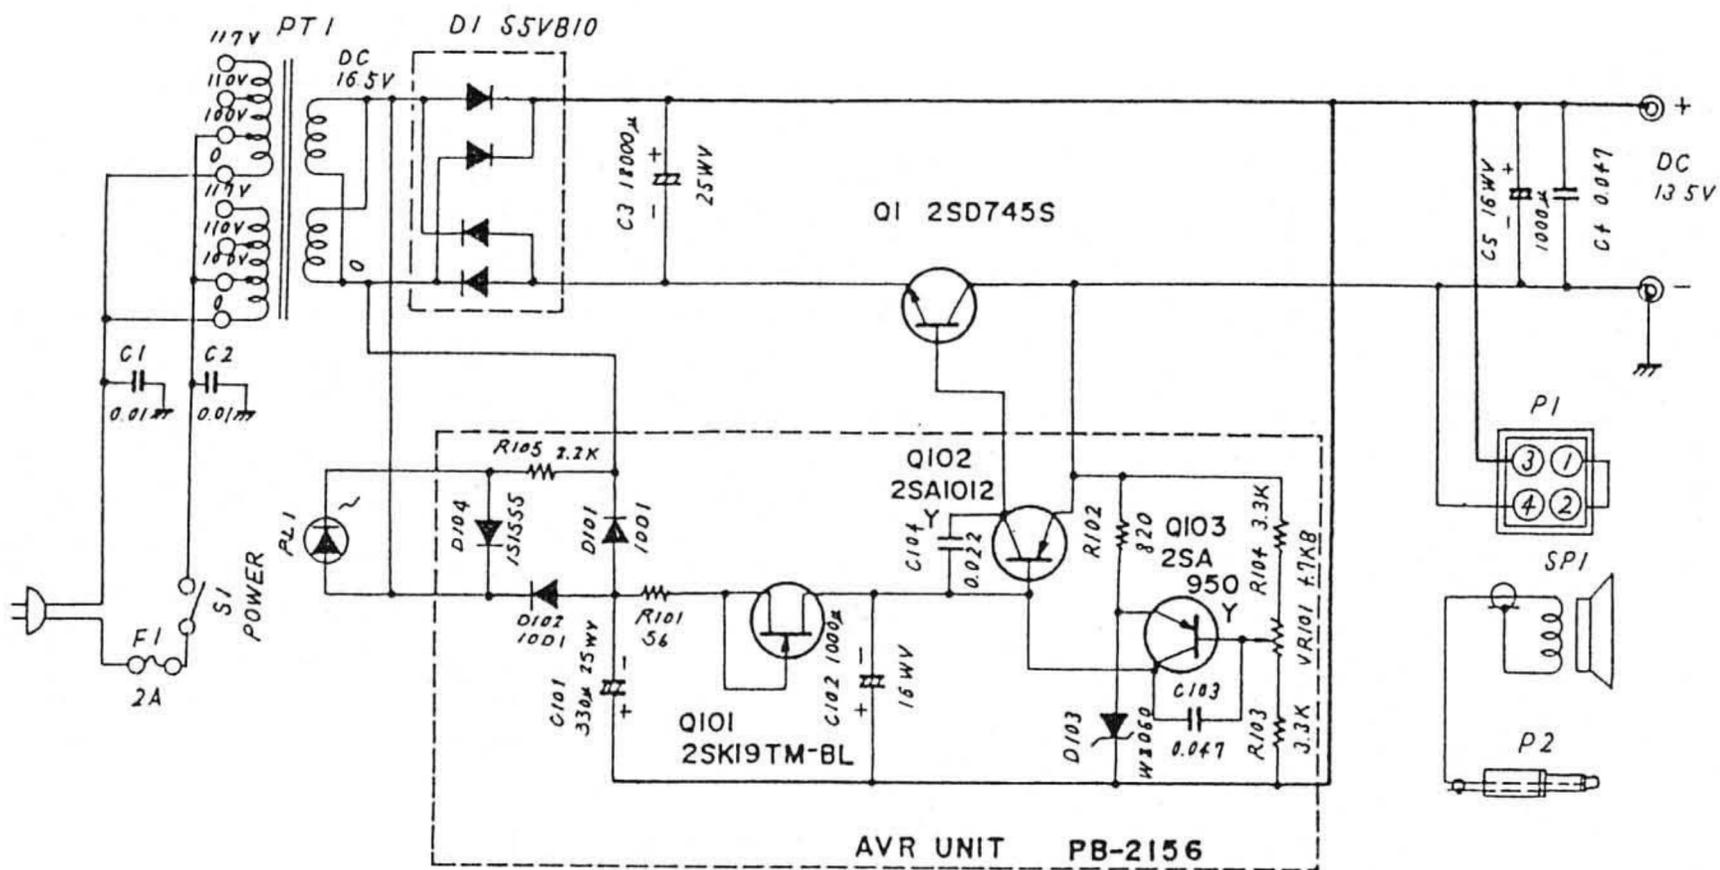 PT1
D1 S5VB10
117V
110V
100V
0
117V
110V
100V
0
DC
16.5V
0
C3 18000μ
+
-
25WV
Q1 2SD745S
C5 16WV
+
-
1000μ
C4 0.047
+
DC
13.5V
-
C1
0.01
C2
0.01
P1
3 1
4 2
SP1
P2
R105 2.2K
D104
1S1555
D101
10D1
PL1
~
S1
POWER
F1
2A
D102
10D1
R101
56
C101
330μ 25WV
-
+
Q101
2SK19TM-BL
C102 1000μ
-
+
16WV
Q102
2SA1012
Y
C104
0.022
R102
820
Q103
2SA
950
Y
R104 3.3K
VR101 4.7KB
C103
0.047
D103
WZ060
R103
3.3K
AVR UNIT PB-2156